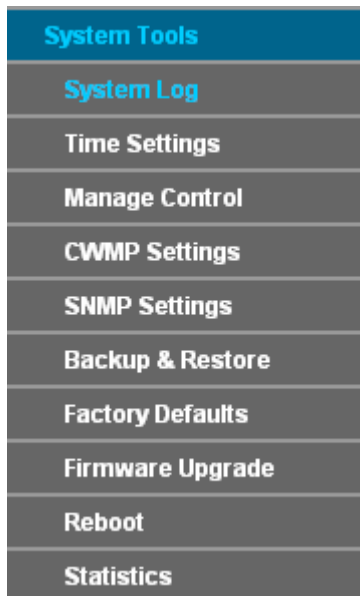 System Tools
System Log
Time Settings
Manage Control
CWMP Settings
SNMP Settings
Backup & Restore
Factory Defaults
Firmware Upgrade
Reboot
Statistics